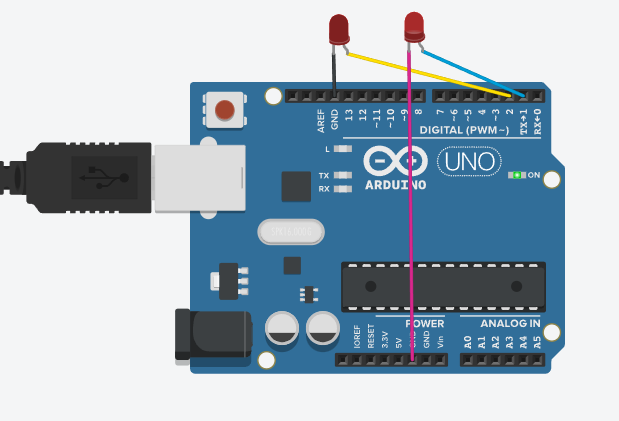 AREF
GND
13
12
~11
~10
~9
8
7
~6
~5
4
~3
2
TX→1
RX←0
DIGITAL (PWM~)
L
TX
RX
ARDUINO
UNO
ON
POWER
ANALOG IN
IOREF
RESET
3.3V
5V
GND
GND
Vin
A0
A1
A2
A3
A4
A5